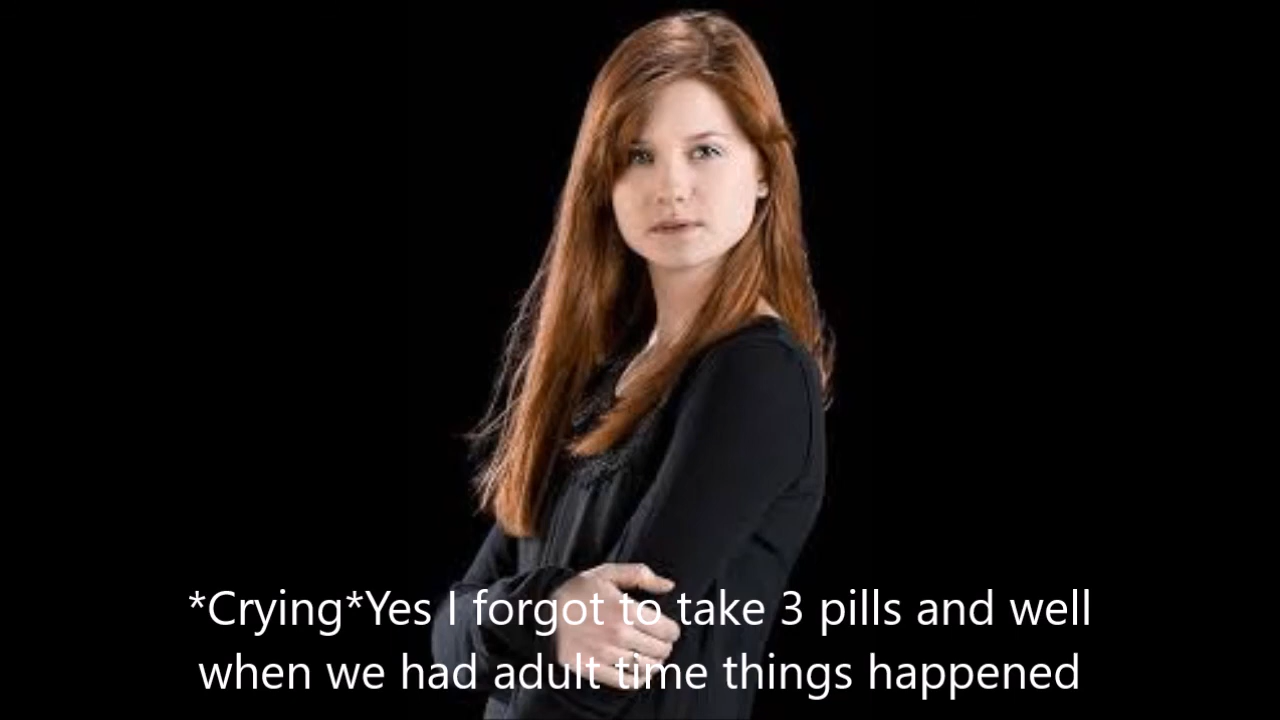 *Crying*Yes I forgot to take 3 pills and well
when we had adult time things happened